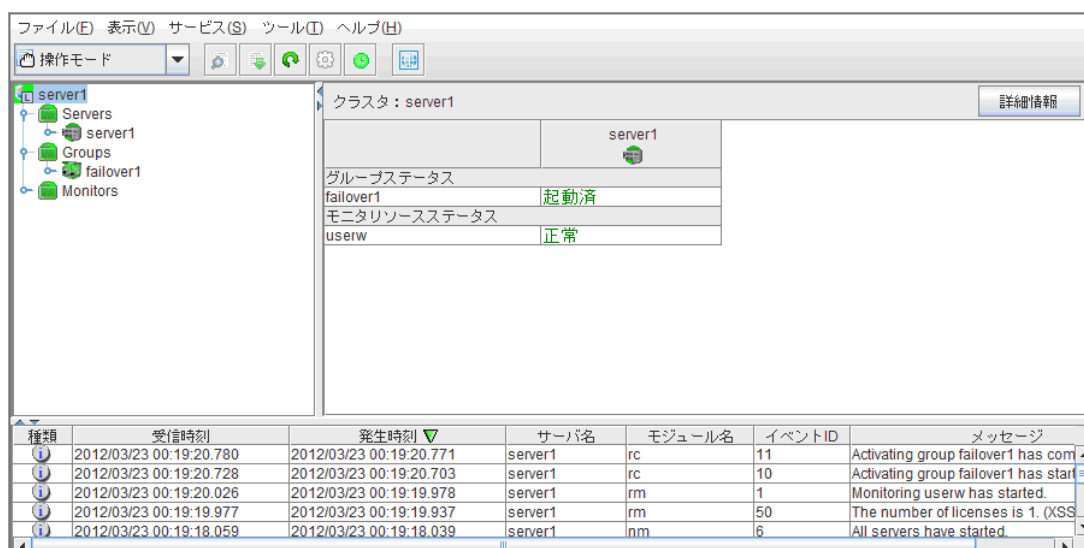 ファイル(F) 表示(V) サービス(S) ツール(T) ヘルプ(H)
操作モード
server1
Servers
server1
Groups
failover1
Monitors
クラスタ：server1
詳細情報
server1
グループステータス
failover1 起動済
モニタリソースステータス
userw 正常
種類 受信時刻 発生時刻 サーバ名 モジュール名 イベントID メッセージ
2012/03/23 00:19:20.780 2012/03/23 00:19:20.771 server1 rc 11 Activating group failover1 has com
2012/03/23 00:19:20.728 2012/03/23 00:19:20.703 server1 rc 10 Activating group failover1 has start
2012/03/23 00:19:20.026 2012/03/23 00:19:19.978 server1 rm 1 Monitoring userw has started.
2012/03/23 00:19:19.977 2012/03/23 00:19:19.937 server1 rm 50 The number of licenses is 1. (XSS
2012/03/23 00:19:18.059 2012/03/23 00:19:18.039 server1 nm 6 All servers have started.